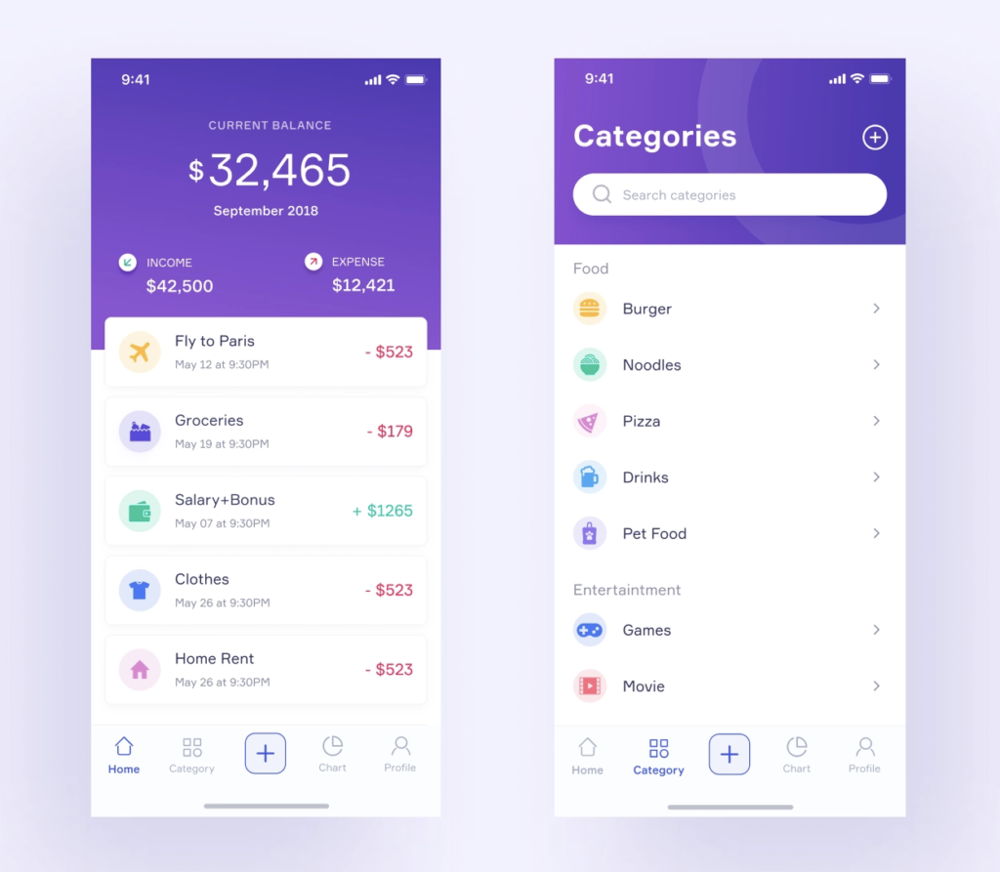 9:41
CURRENT BALANCE
$32,465
September 2018
INCOME
$42,500
EXPENSE
$12,421
Fly to Paris
May 12 at 9:30PM
- $523
Groceries
May 19 at 9:30PM
- $179
Salary+Bonus
May 07 at 9:30PM
+ $1265
Clothes
May 26 at 9:30PM
- $523
Home Rent
May 26 at 9:30PM
- $523
Home
Category
Chart
Profile
9:41
Categories
Search categories
Food
Burger
Noodles
Pizza
Drinks
Pet Food
Entertaintment
Games
Movie
Home
Category
Chart
Profile